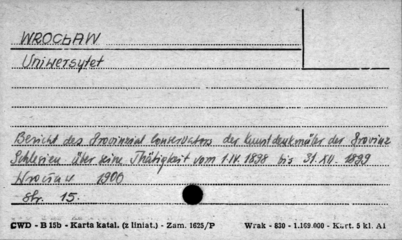 WROCŁAW
Uniwersytet
Bericht des Provinzial Conservators der Kunstdenkmäler der Provinz
Schlesien über seine Thätigkeit vom 1.IV.1898 bis 31.XII.1899
Wrocław 1900
Str. 15.
CWD - B 15b - Karta katal. (z liniat.) - Zam. 1625/P Wrak - 830 - 1.169.000 - Kart. 5 kl. A1